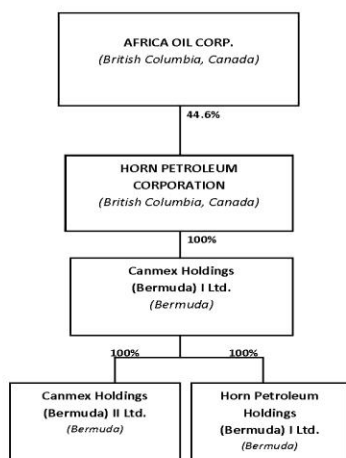 AFRICA OIL CORP.
(British Columbia, Canada)
44.6%
HORN PETROLEUM
CORPORATION
(British Columbia, Canada)
100%
Canmex Holdings
(Bermuda) I Ltd.
(Bermuda)
100%
100%
Canmex Holdings
(Bermuda) II Ltd.
(Bermuda)
Horn Petroleum
Holdings
(Bermuda) I Ltd.
(Bermuda)